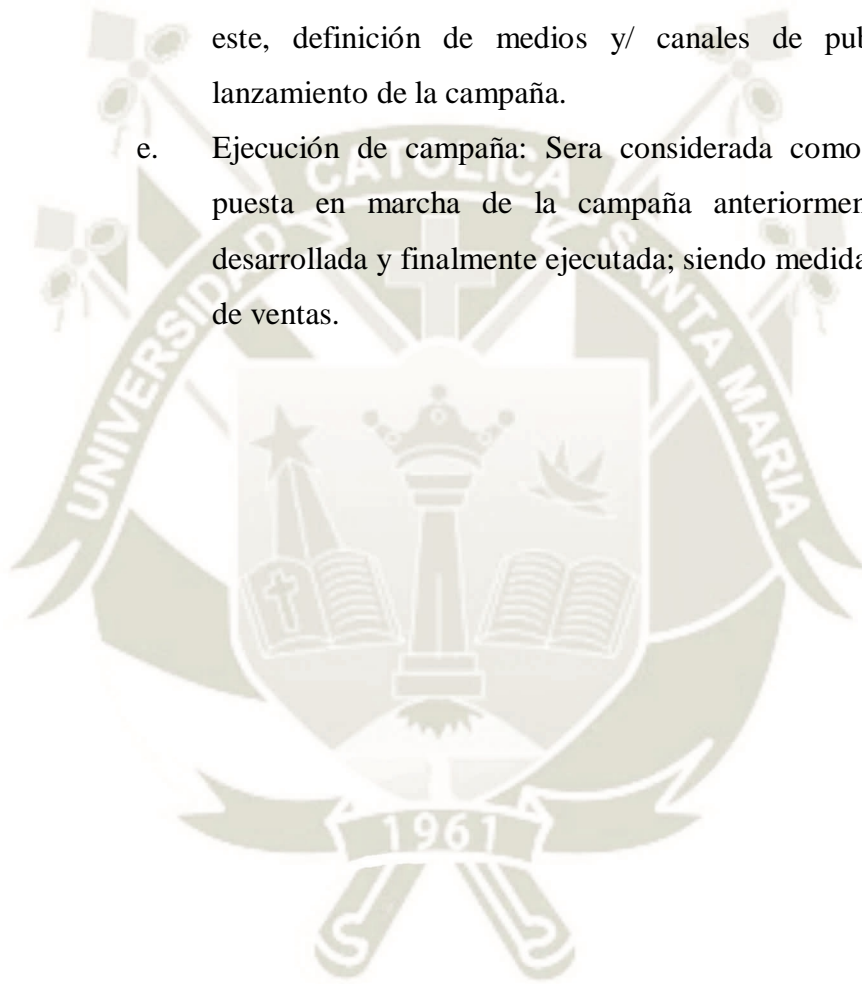 este, definición de medios y/ canales de pub
lanzamiento de la campaña.
e. Ejecución de campaña: Sera considerada como
puesta en marcha de la campaña anteriormen
desarrollada y finalmente ejecutada; siendo medida
de ventas.
UNIVERSIDAD CATOLICA SANTA MARIA
1961